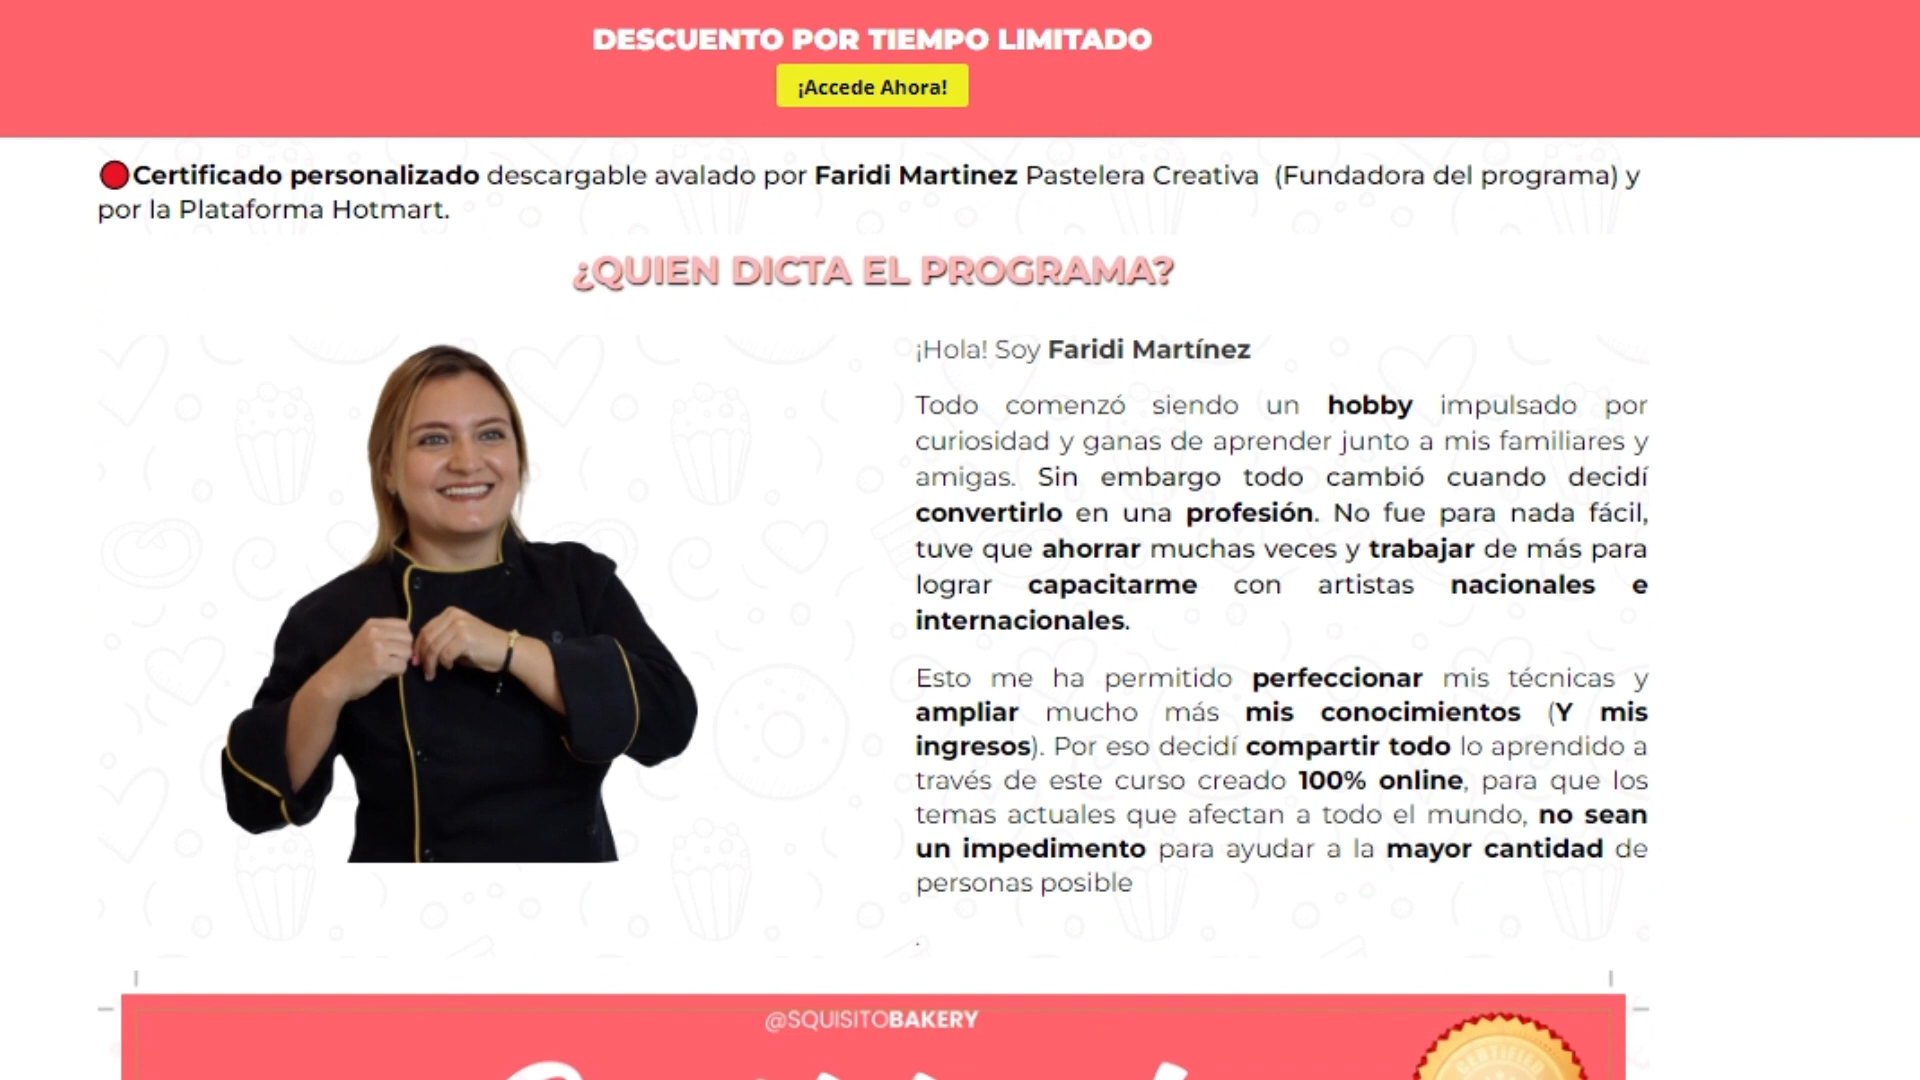 DESCUENTO POR TIEMPO LIMITADO
¡Accede Ahora!
Certificado personalizado descargable avalado por Faridi Martinez Pastelera Creativa (Fundadora del programa) y
por la Plataforma Hotmart.
¿QUIEN DICTA EL PROGRAMA?
¡Hola! Soy Faridi Martínez
Todo comenzó siendo un hobby impulsado por
curiosidad y ganas de aprender junto a mis familiares y
amigas. Sin embargo todo cambió cuando decidí
convertirlo en una profesión. No fue para nada fácil,
tuve que ahorrar muchas veces y trabajar de más para
lograr capacitarme con artistas nacionales e
internacionales.
Esto me ha permitido perfeccionar mis técnicas y
ampliar mucho más mis conocimientos (Y mis
ingresos). Por eso decidí compartir todo lo aprendido a
través de este curso creado 100% online, para que los
temas actuales que afectan a todo el mundo, no sean
un impedimento para ayudar a la mayor cantidad de
personas posible
.
@SQUISITOBAKERY
CERTIFIED